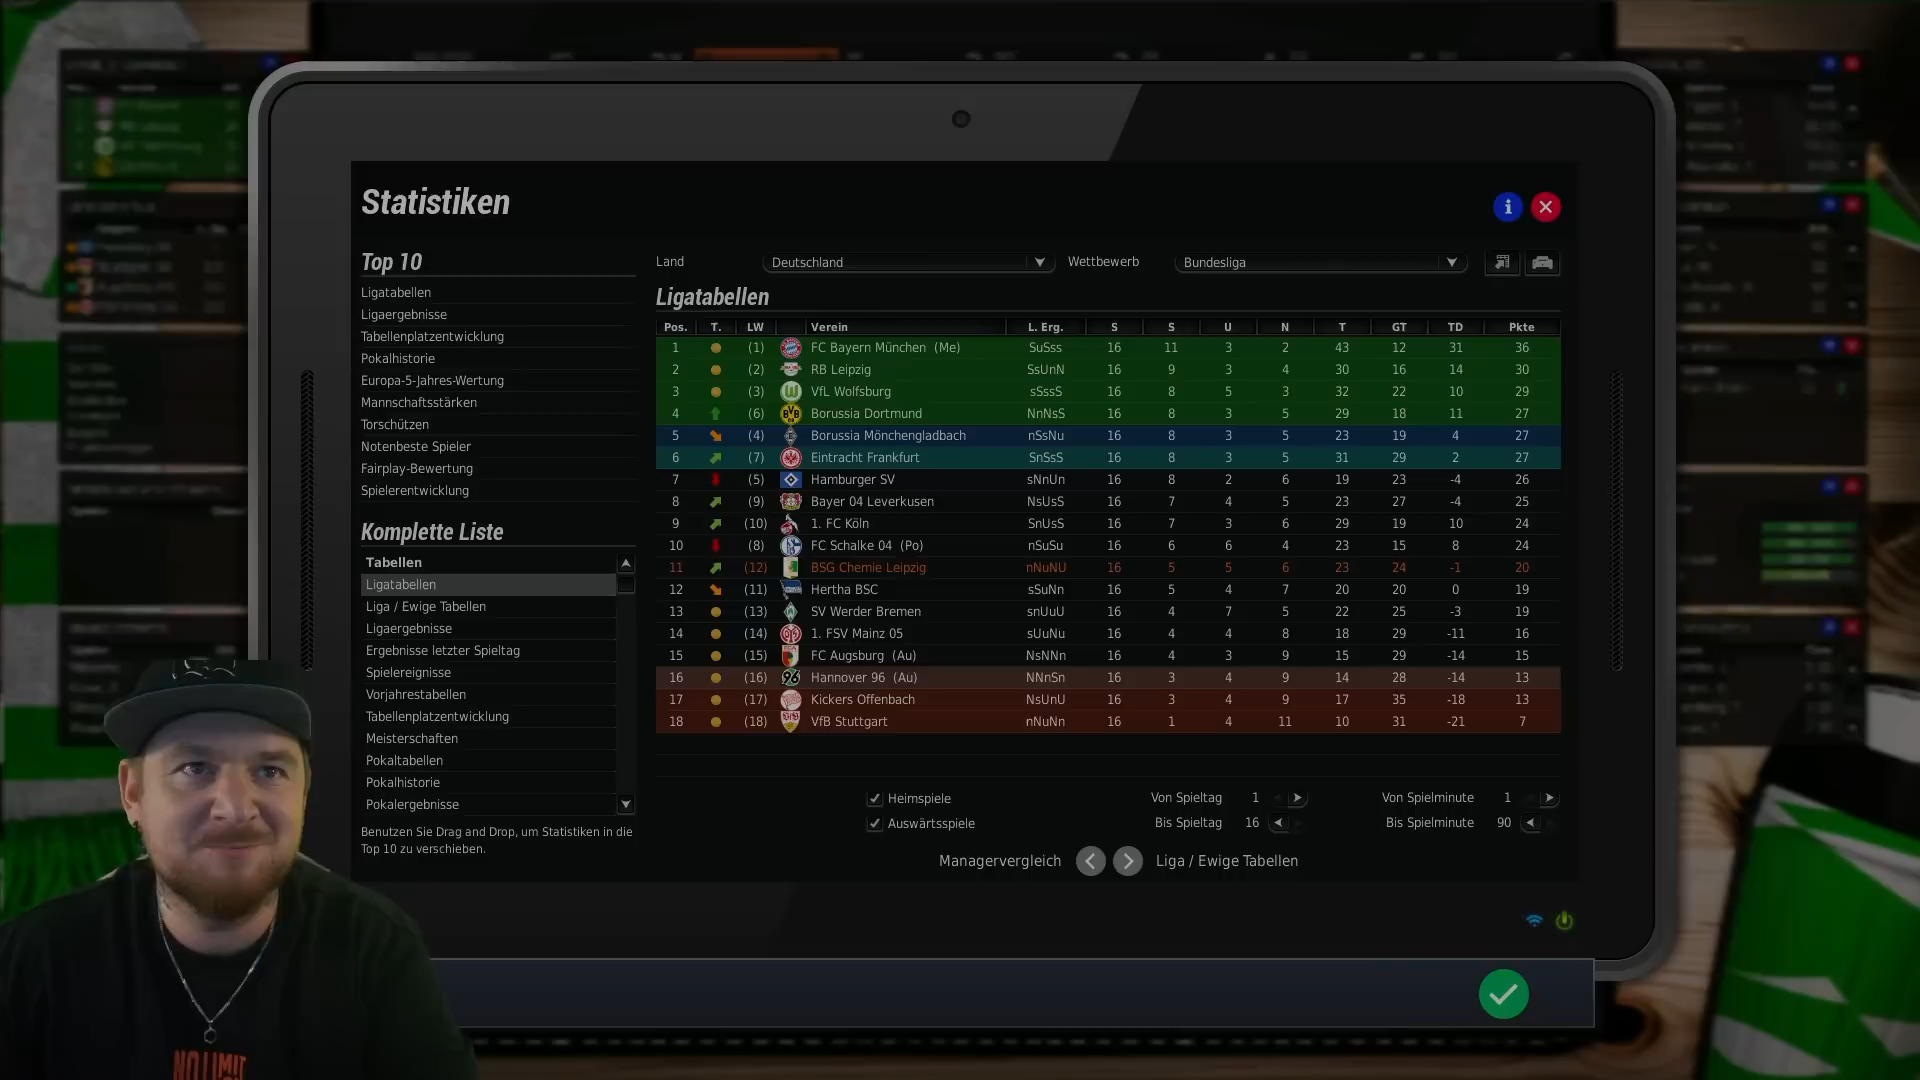 Statistiken
Top 10
Ligatabellen
Ligaergebnisse
Tabellenplatzentwicklung
Pokalhistorie
Europa-5-Jahres-Wertung
Mannschaftsstärken
Torschützen
Notenbeste Spieler
Fairplay-Bewertung
Spielerentwicklung
Komplette Liste
Tabellen
Ligatabellen
Liga / Ewige Tabellen
Ligaergebnisse
Ergebnisse letzter Spieltag
Spielereignisse
Vorjahrestabellen
Tabellenplatzentwicklung
Meisterschaften
Pokaltabellen
Pokalhistorie
Pokalergebnisse
Benutzen Sie Drag and Drop, um Statistiken in die
Top 10 zu verschieben.
Land Deutschland Wettbewerb Bundesliga
Ligatabellen
Pos. T. LW Verein L. Erg. S S U N T GT TD Pkte
1 (1) FC Bayern München (Me) SuSss 16 11 3 2 43 12 31 36
2 (2) RB Leipzig SsUnN 16 9 3 4 30 16 14 30
3 (3) VfL Wolfsburg sSssS 16 8 5 3 32 22 10 29
4 (6) Borussia Dortmund NnNsS 16 8 3 5 29 18 11 27
5 (4) Borussia Mönchengladbach nSsNu 16 8 3 5 23 19 4 27
6 (7) Eintracht Frankfurt SnSsS 16 8 3 5 31 29 2 27
7 (5) Hamburger SV sNnUn 16 8 2 6 19 23 -4 26
8 (9) Bayer 04 Leverkusen NsUsS 16 7 4 5 23 27 -4 25
9 (10) 1. FC Köln SnUsS 16 7 3 6 29 19 10 24
10 (8) FC Schalke 04 (Po) nSuSu 16 6 6 4 23 15 8 24
11 (12) BSG Chemie Leipzig nNuNU 16 5 5 6 23 24 -1 20
12 (11) Hertha BSC sSuNn 16 5 4 7 20 20 0 19
13 (13) SV Werder Bremen snUuU 16 4 7 5 22 25 -3 19
14 (14) 1. FSV Mainz 05 sUuNu 16 4 4 8 18 29 -11 16
15 (15) FC Augsburg (Au) NsNNn 16 4 3 9 15 29 -14 15
16 (16) Hannover 96 (Au) NNnSn 16 3 4 9 14 28 -14 13
17 (17) Kickers Offenbach NsUnU 16 3 4 9 17 35 -18 13
18 (18) VfB Stuttgart nNuNn 16 1 4 11 10 31 -21 7
Heimspiele Von Spieltag 1 Von Spielminute 1
Auswärtsspiele Bis Spieltag 16 Bis Spielminute 90
Managervergleich Liga / Ewige Tabellen
NO LIMIT